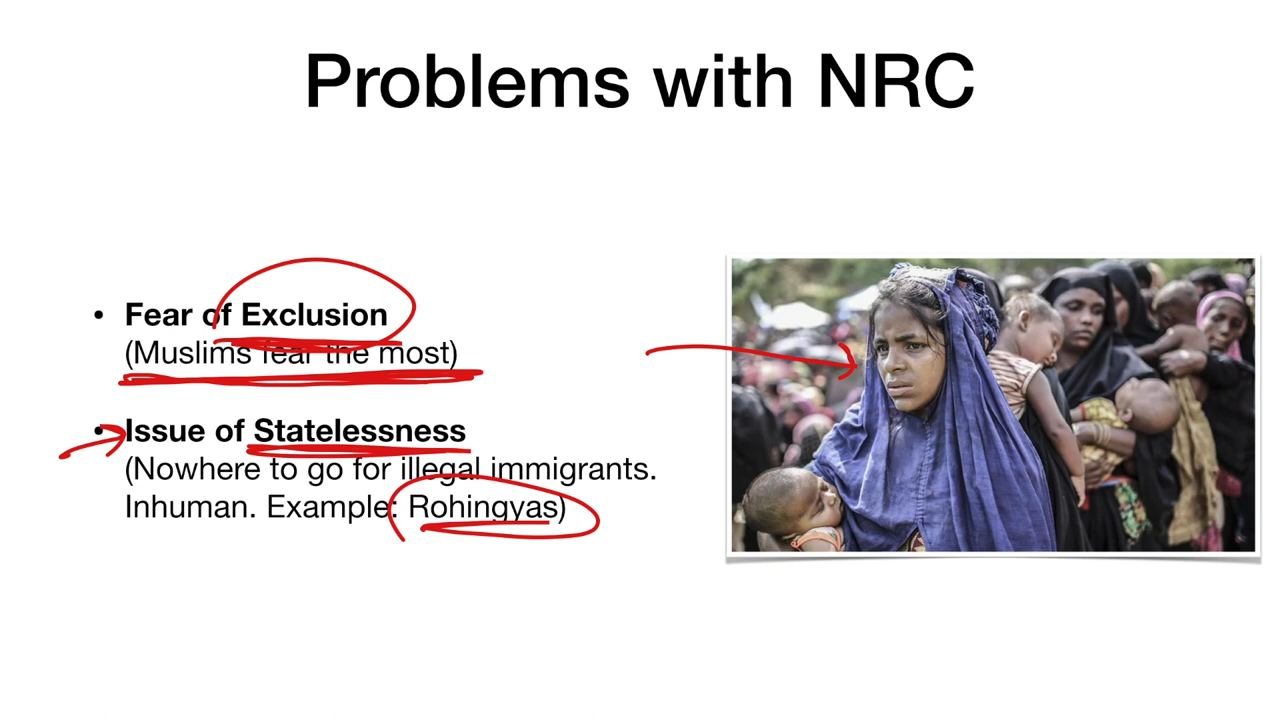 Problems with NRC
• Fear of Exclusion
(Muslims fear the most)
• Issue of Statelessness
(Nowhere to go for illegal immigrants.
Inhuman. Example: Rohingyas)